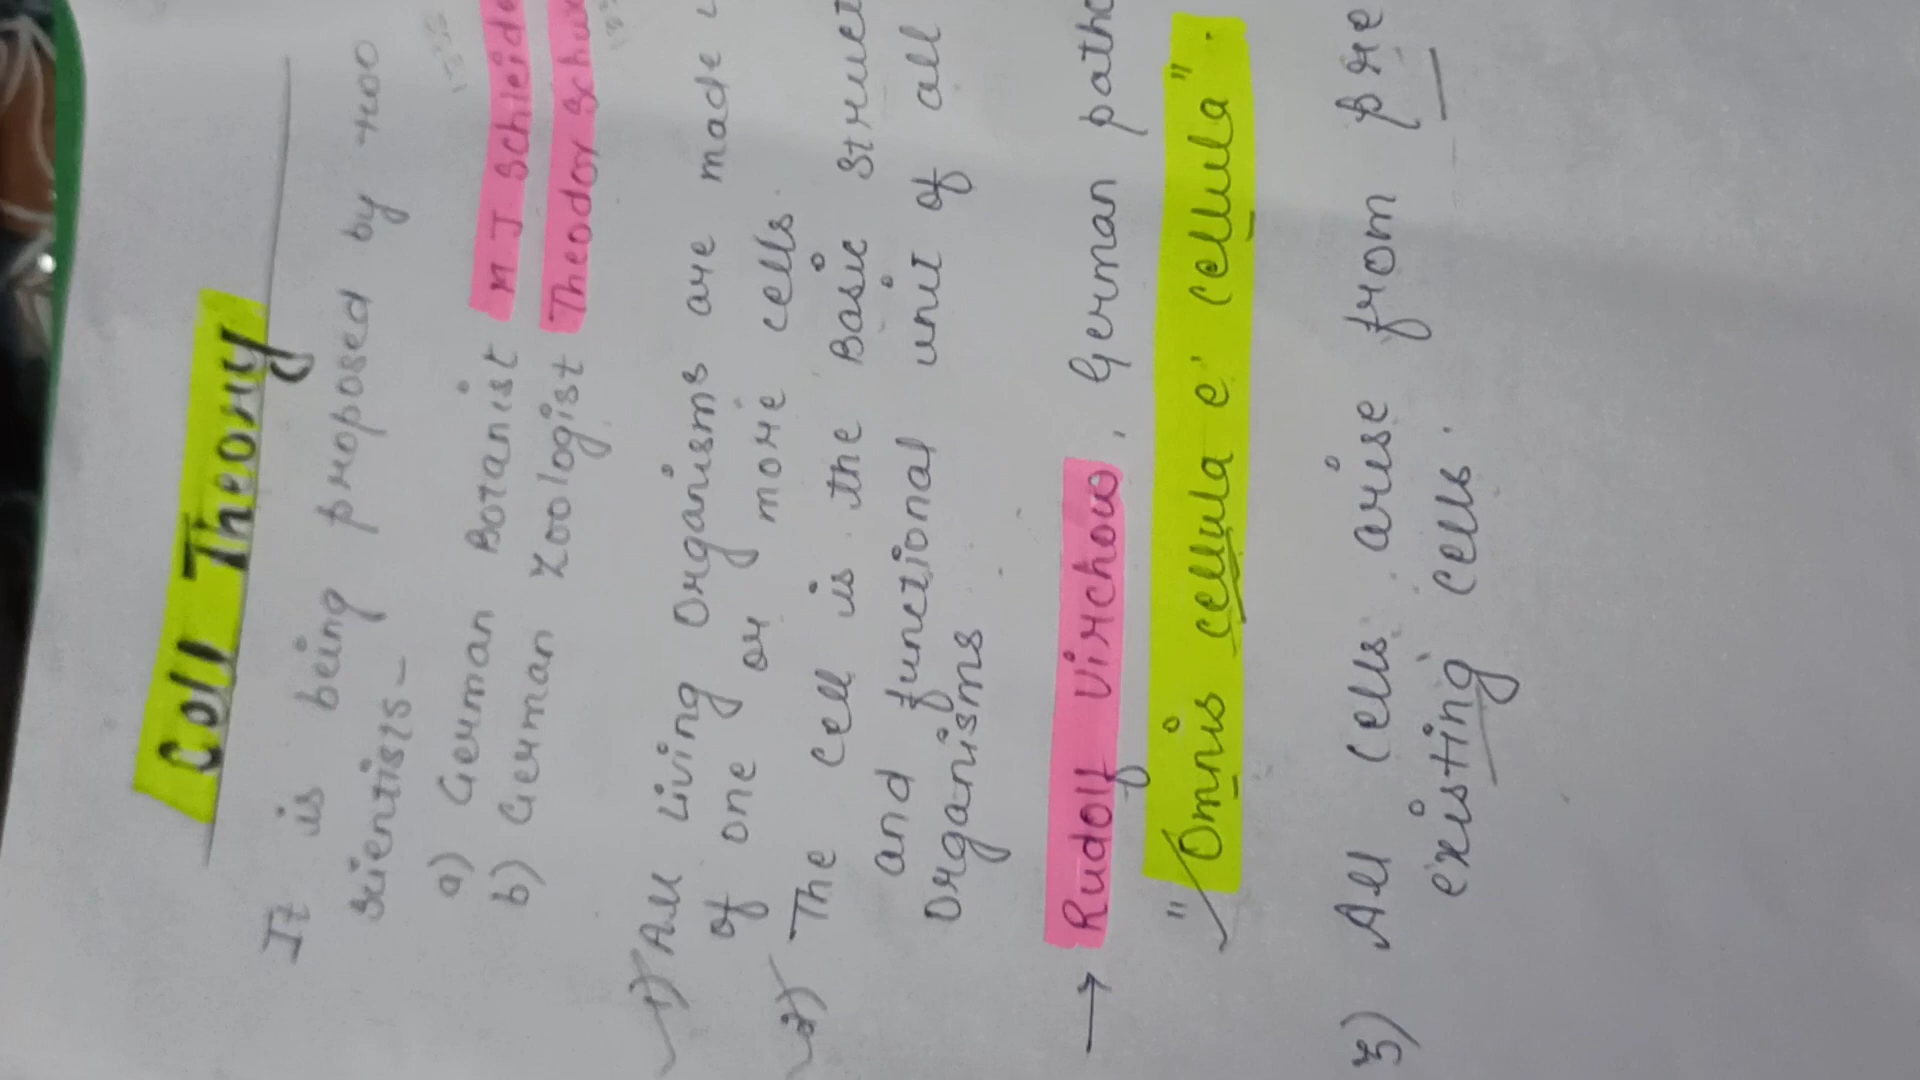 Cell Theory
It is being proposed by two
scientists-
a) German Botanist M J Schleid
b) German Zoologist Theodor Schw
1) All Living Organisms are made
of one or more cells.
2) The cell is the Basic Struct
and functional unit of all
Organisms
→ Rudolf Virchow, German patho
"Omnis cellula e' cellula".
3) All cells arise from pre
existing cells.